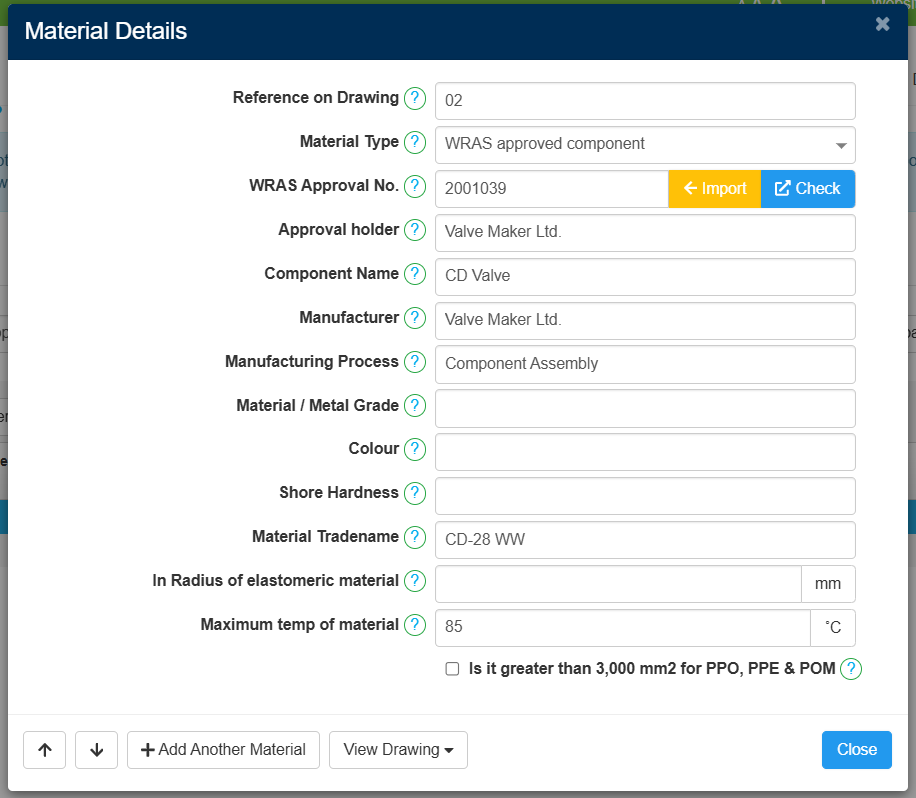 Material Details
Reference on Drawing ? 02
Material Type ? WRAS approved component
WRAS Approval No. ? 2001039 Import Check
Approval holder ? Valve Maker Ltd.
Component Name ? CD Valve
Manufacturer ? Valve Maker Ltd.
Manufacturing Process ? Component Assembly
Material / Metal Grade ?
Colour ?
Shore Hardness ?
Material Tradename ? CD-28 WW
In Radius of elastomeric material ? mm
Maximum temp of material ? 85 °C
Is it greater than 3,000 mm2 for PPO, PPE & POM ?
Add Another Material View Drawing Close